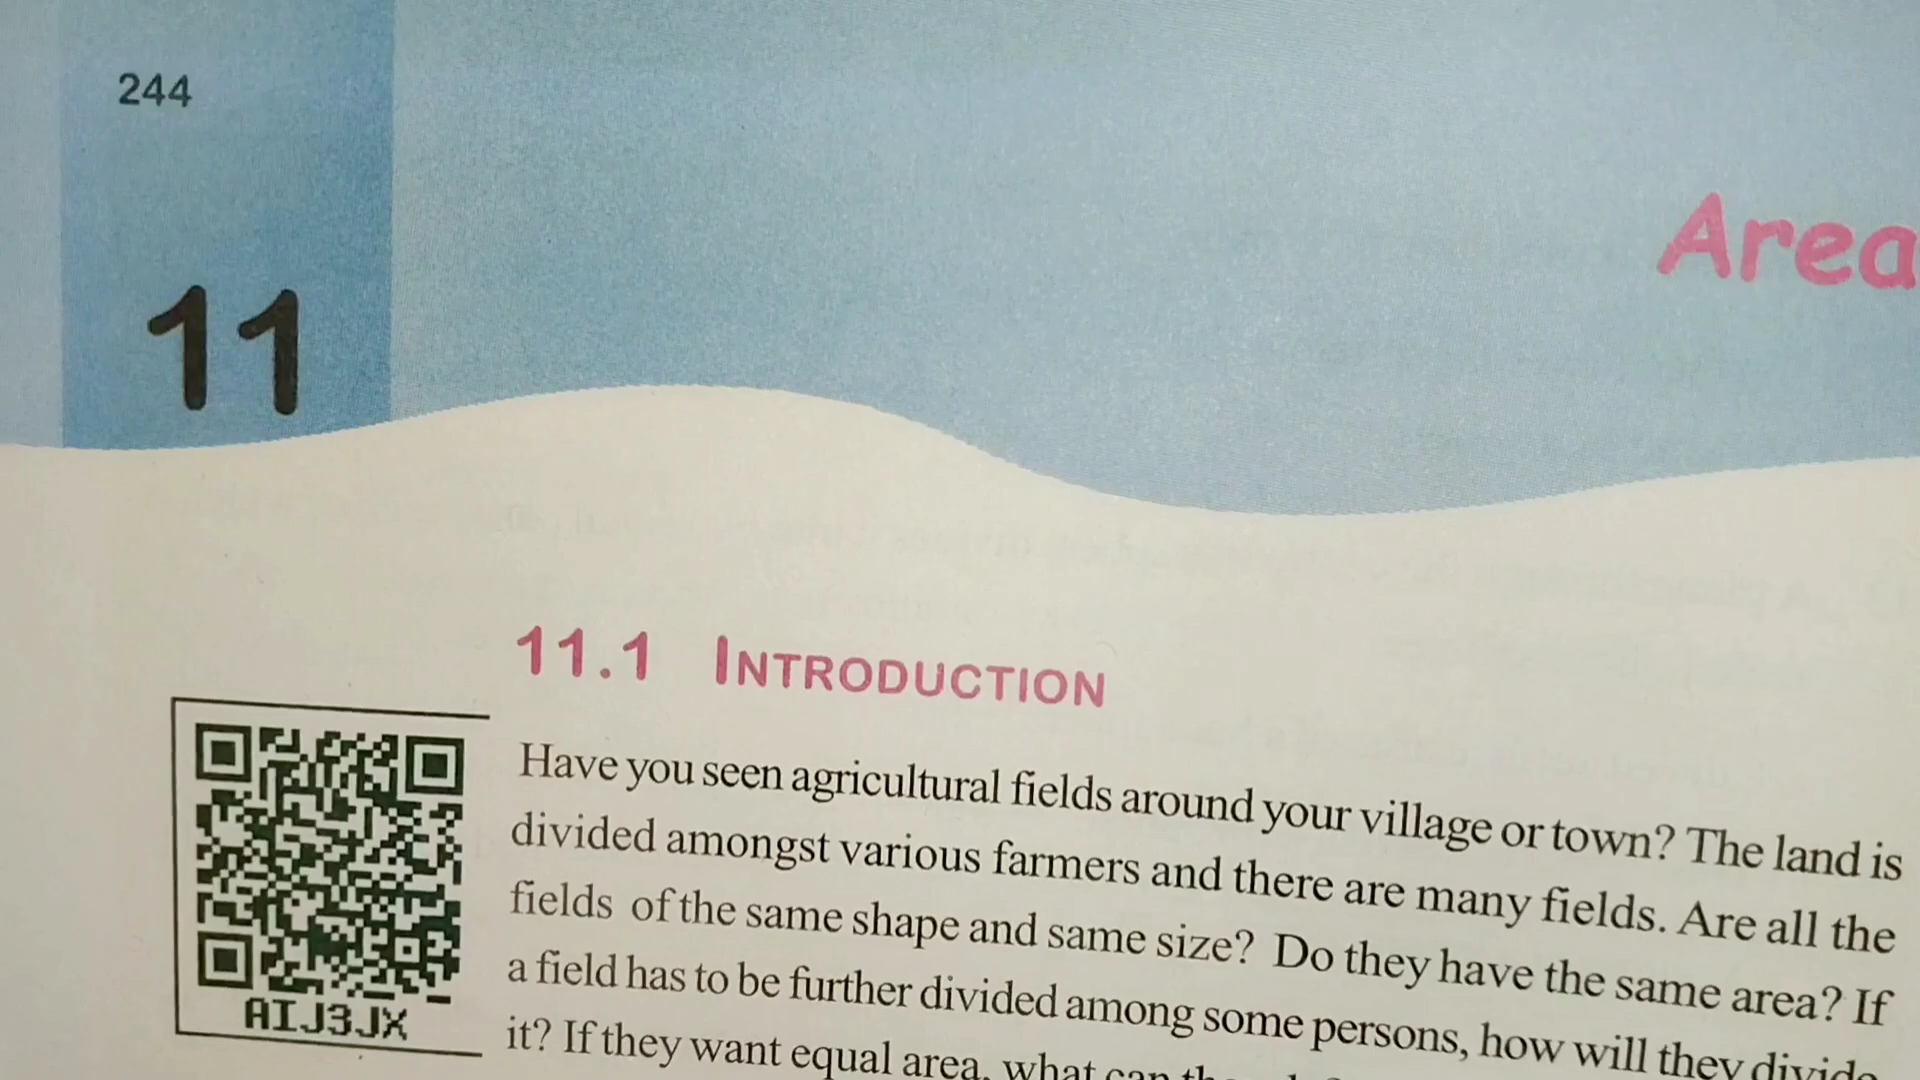 244
11
Area
11.1 INTRODUCTION
Have you seen agricultural fields around your village or town? The land is
divided amongst various farmers and there are many fields. Are all the
fields of the same shape and same size? Do they have the same area? If
a field has to be further divided among some persons, how will they divide
it? If they want equal area, what can
AIJ3JX